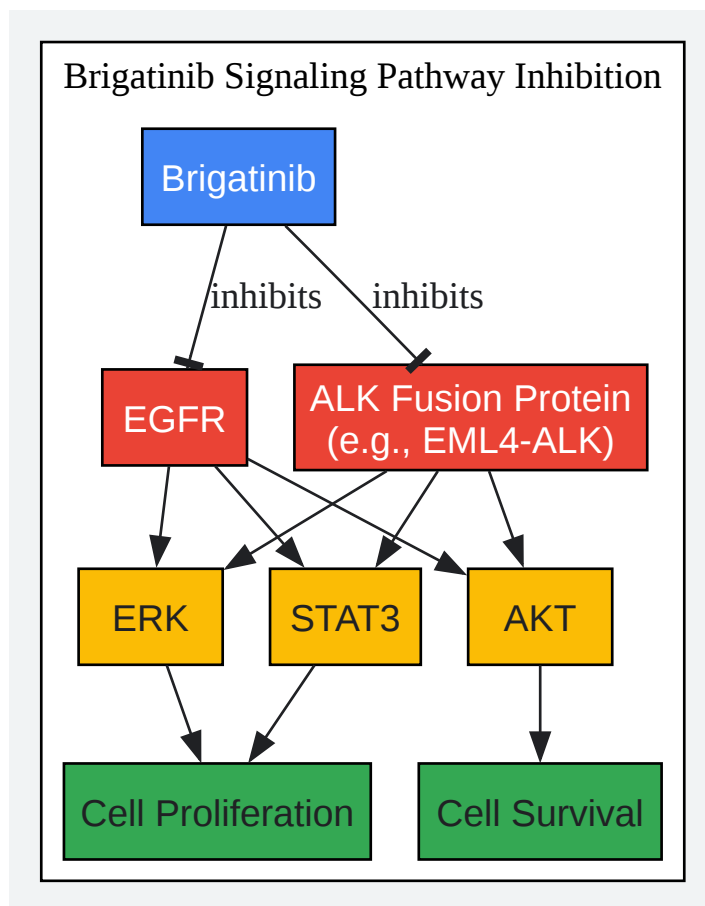 Brigatinib Signaling Pathway Inhibition
Brigatinib
inhibits
inhibits
EGFR
ALK Fusion Protein
(e.g., EML4-ALK)
ERK
STAT3
AKT
Cell Proliferation
Cell Survival